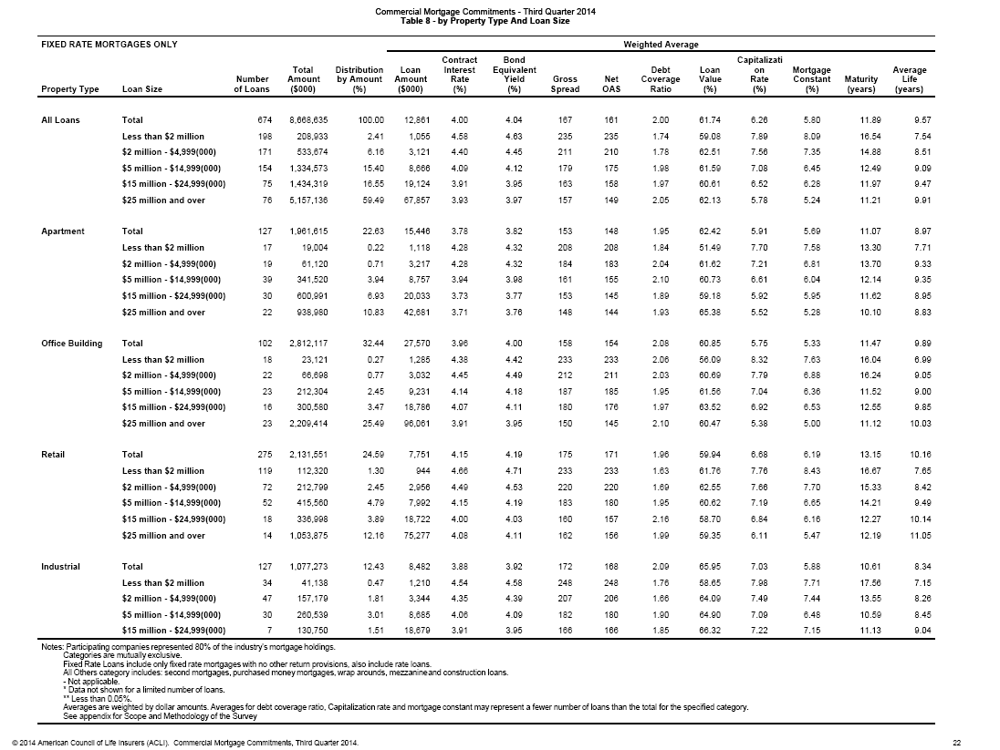 Commercial Mortgage Commitments - Third Quarter 2014
Table 8 - by Property Type And Loan Size
FIXED RATE MORTGAGES ONLY Weighted Average
Property Type Loan Size Number of Loans Total Amount ($000) Distribution by Amount (%) Loan Amount ($000) Contract Interest Rate (%) Bond Equivalent Yield (%) Gross Spread Net OAS Debt Coverage Ratio Loan Value (%) Capitalizati on Rate (%) Mortgage Constant (%) Maturity (years) Average Life (years)
All Loans Total 674 8,668,635 100.00 12,861 4.00 4.04 167 161 2.00 61.74 6.26 5.80 11.89 9.57
Less than $2 million 198 208,933 2.41 1,055 4.58 4.63 235 235 1.74 59.08 7.89 8.09 16.54 7.54
$2 million - $4,999(000) 171 533,674 6.16 3,121 4.40 4.45 211 210 1.78 62.51 7.56 7.35 14.88 8.51
$5 million - $14,999(000) 154 1,334,573 15.40 8,666 4.09 4.12 179 175 1.98 61.59 7.08 6.45 12.49 9.09
$15 million - $24,999(000) 75 1,434,319 16.55 19,124 3.91 3.95 163 158 1.97 60.61 6.52 6.28 11.97 9.47
$25 million and over 76 5,157,136 59.49 67,857 3.93 3.97 157 149 2.05 62.13 5.78 5.24 11.21 9.91
Apartment Total 127 1,961,615 22.63 15,446 3.78 3.82 153 148 1.95 62.42 5.91 5.69 11.07 8.97
Less than $2 million 17 19,004 0.22 1,118 4.28 4.32 208 208 1.84 51.49 7.70 7.58 13.30 7.71
$2 million - $4,999(000) 19 61,120 0.71 3,217 4.28 4.32 184 183 2.04 61.62 7.21 6.81 13.70 9.33
$5 million - $14,999(000) 39 341,520 3.94 8,757 3.94 3.98 161 155 2.10 60.73 6.61 6.04 12.14 9.35
$15 million - $24,999(000) 30 600,991 6.93 20,033 3.73 3.77 153 145 1.89 59.18 5.92 5.95 11.62 8.95
$25 million and over 22 938,980 10.83 42,681 3.71 3.76 148 144 1.93 65.38 5.52 5.28 10.10 8.83
Office Building Total 102 2,812,117 32.44 27,570 3.96 4.00 158 154 2.08 60.85 5.75 5.33 11.47 9.89
Less than $2 million 18 23,121 0.27 1,285 4.38 4.42 233 233 2.06 56.09 8.32 7.63 16.04 6.99
$2 million - $4,999(000) 22 66,698 0.77 3,032 4.45 4.49 212 211 2.03 60.69 7.79 6.88 16.24 9.05
$5 million - $14,999(000) 23 212,304 2.45 9,231 4.14 4.18 187 185 1.95 61.56 7.04 6.36 11.52 9.00
$15 million - $24,999(000) 16 300,580 3.47 18,786 4.07 4.11 180 176 1.97 63.52 6.92 6.53 12.55 9.85
$25 million and over 23 2,209,414 25.49 96,061 3.91 3.95 150 145 2.10 60.47 5.38 5.00 11.12 10.03
Retail Total 275 2,131,551 24.59 7,751 4.15 4.19 175 171 1.96 59.94 6.68 6.19 13.15 10.16
Less than $2 million 119 112,320 1.30 944 4.66 4.71 233 233 1.63 61.76 7.76 8.43 16.67 7.65
$2 million - $4,999(000) 72 212,799 2.45 2,956 4.49 4.53 220 220 1.69 62.55 7.66 7.70 15.33 8.42
$5 million - $14,999(000) 52 415,560 4.79 7,992 4.15 4.19 183 180 1.95 60.62 7.19 6.65 14.21 9.49
$15 million - $24,999(000) 18 336,998 3.89 18,722 4.00 4.03 160 157 2.16 58.70 6.84 6.16 12.27 10.14
$25 million and over 14 1,053,875 12.16 75,277 4.08 4.11 162 156 1.99 59.35 6.11 5.47 12.19 11.05
Industrial Total 127 1,077,273 12.43 8,482 3.88 3.92 172 168 2.09 65.95 7.03 5.88 10.61 8.34
Less than $2 million 34 41,138 0.47 1,210 4.54 4.58 248 248 1.76 58.65 7.98 7.71 17.56 7.15
$2 million - $4,999(000) 47 157,179 1.81 3,344 4.35 4.39 207 206 1.66 64.09 7.49 7.44 13.55 8.26
$5 million - $14,999(000) 30 260,539 3.01 8,685 4.06 4.09 182 180 1.90 64.90 7.09 6.48 10.59 8.45
$15 million - $24,999(000) 7 130,750 1.51 18,679 3.91 3.95 166 166 1.85 66.32 7.22 7.15 11.13 9.04
Notes: Participating companies represented 80% of the industry's mortgage holdings.
Categories are mutually exclusive.
Fixed Rate Loans include only fixed rate mortgages with no other return provisions, also include rate loans.
All Others category includes: second mortgages, purchased money mortgages, wrap arounds, mezzanine and construction loans.
- Not applicable.
* Data not shown for a limited number of loans.
** Less than 0.05%.
Averages are weighted by dollar amounts. Averages for debt coverage ratio, Capitalization rate and mortgage constant may represent a fewer number of loans than the total for the specified category.
See appendix for Scope and Methodology of the Survey
© 2014 American Council of Life Insurers (ACLI). Commercial Mortgage Commitments, Third Quarter 2014. 22